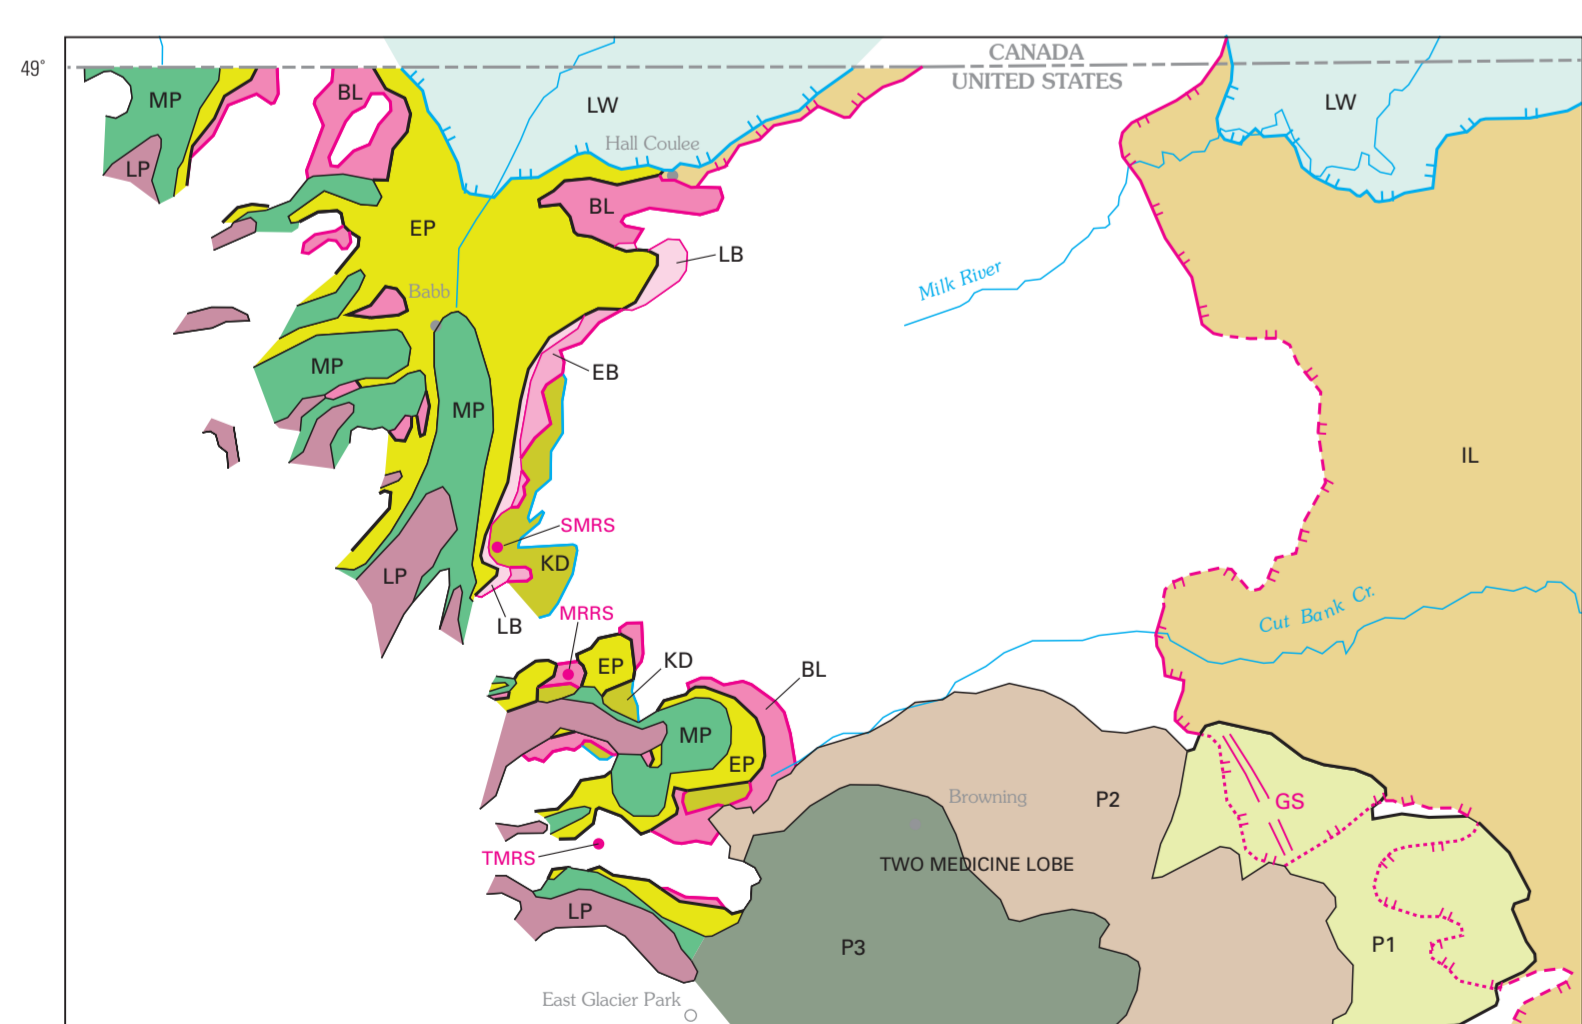 CANADA
49°
UNITED STATES
MP
BL
LW
LW
Hall Coulee
LP
BL
EP
LB
Milk River
Babb
MP
EB
MP
IL
SMRS
KD
LP
Cut Bank Cr.
MRRS
LB
EP
KD
BL
MP
EP
Browning
P2
GS
TMRS
TWO MEDICINE LOBE
LP
P3
P1
East Glacier Park